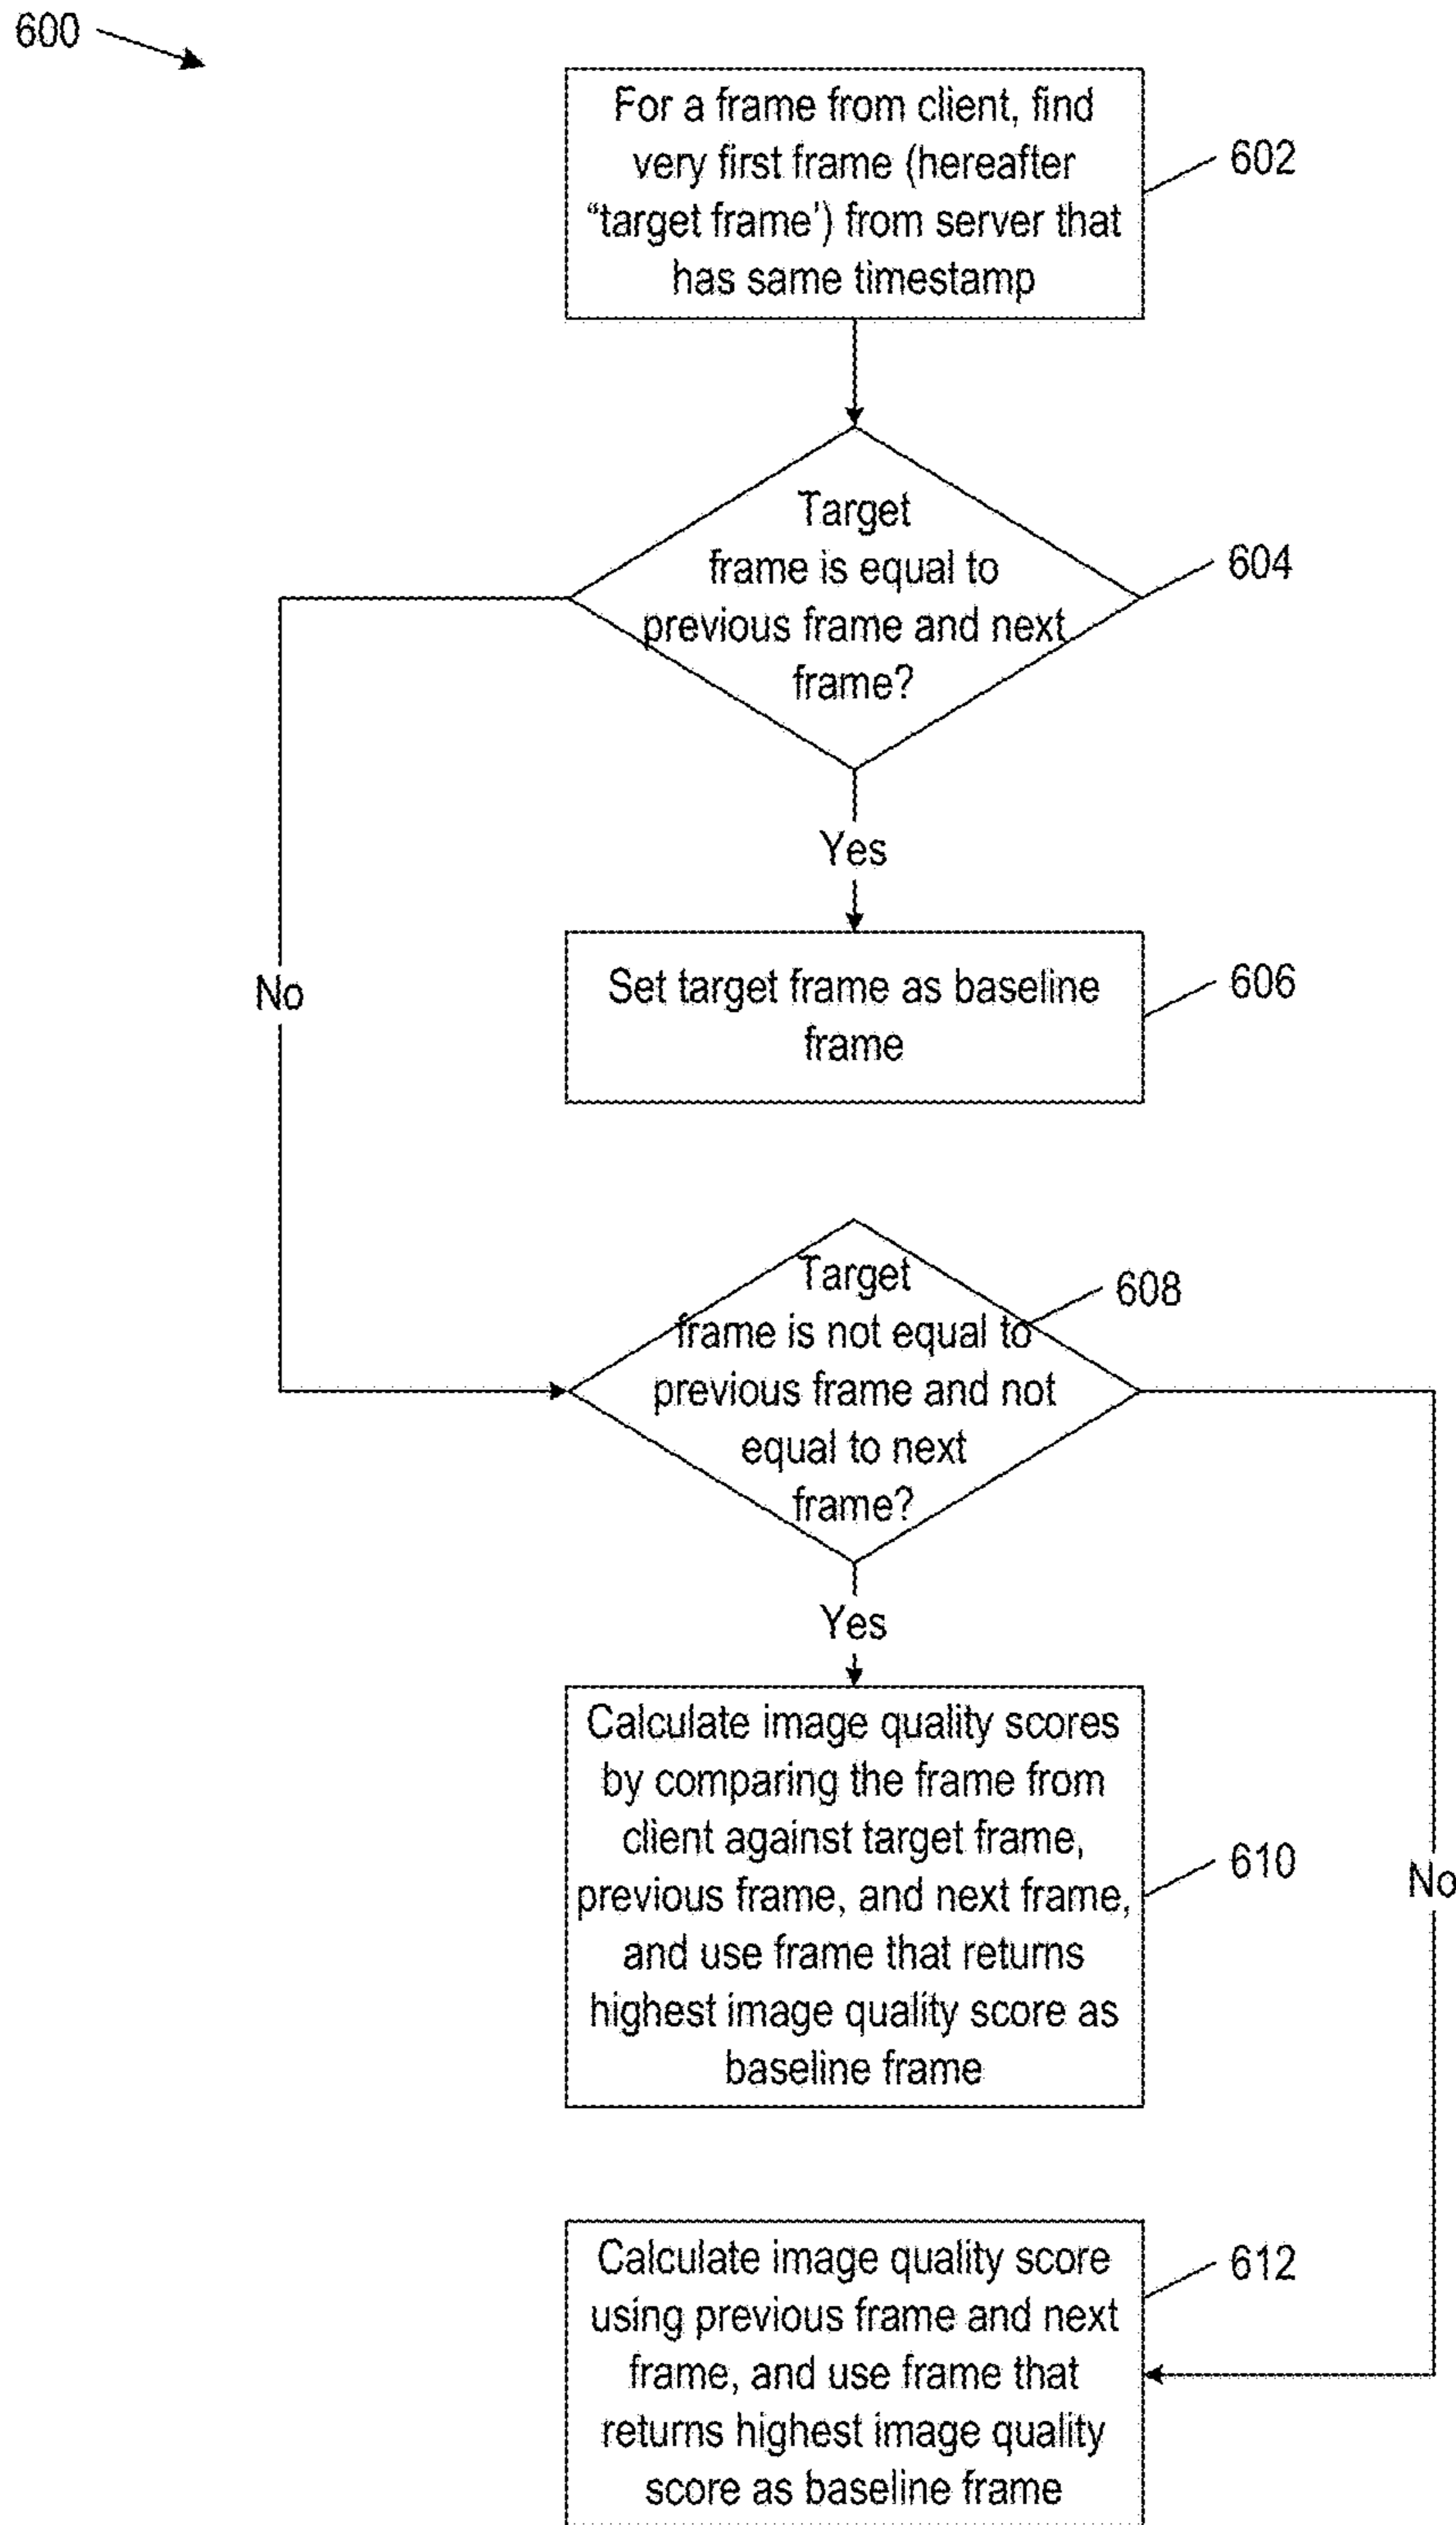 600
For a frame from client, find
very first frame (hereafter
“target frame') from server that
has same timestamp
602
Target
frame is equal to
previous frame and next
frame?
604
Yes
No
Set target frame as baseline
frame
606
Target
frame is not equal to
previous frame and not
equal to next
frame?
608
Yes
Calculate image quality scores
by comparing the frame from
client against target frame,
previous frame, and next frame,
and use frame that returns
highest image quality score as
baseline frame
610
No
Calculate image quality score
using previous frame and next
frame, and use frame that
returns highest image quality
score as baseline frame
612